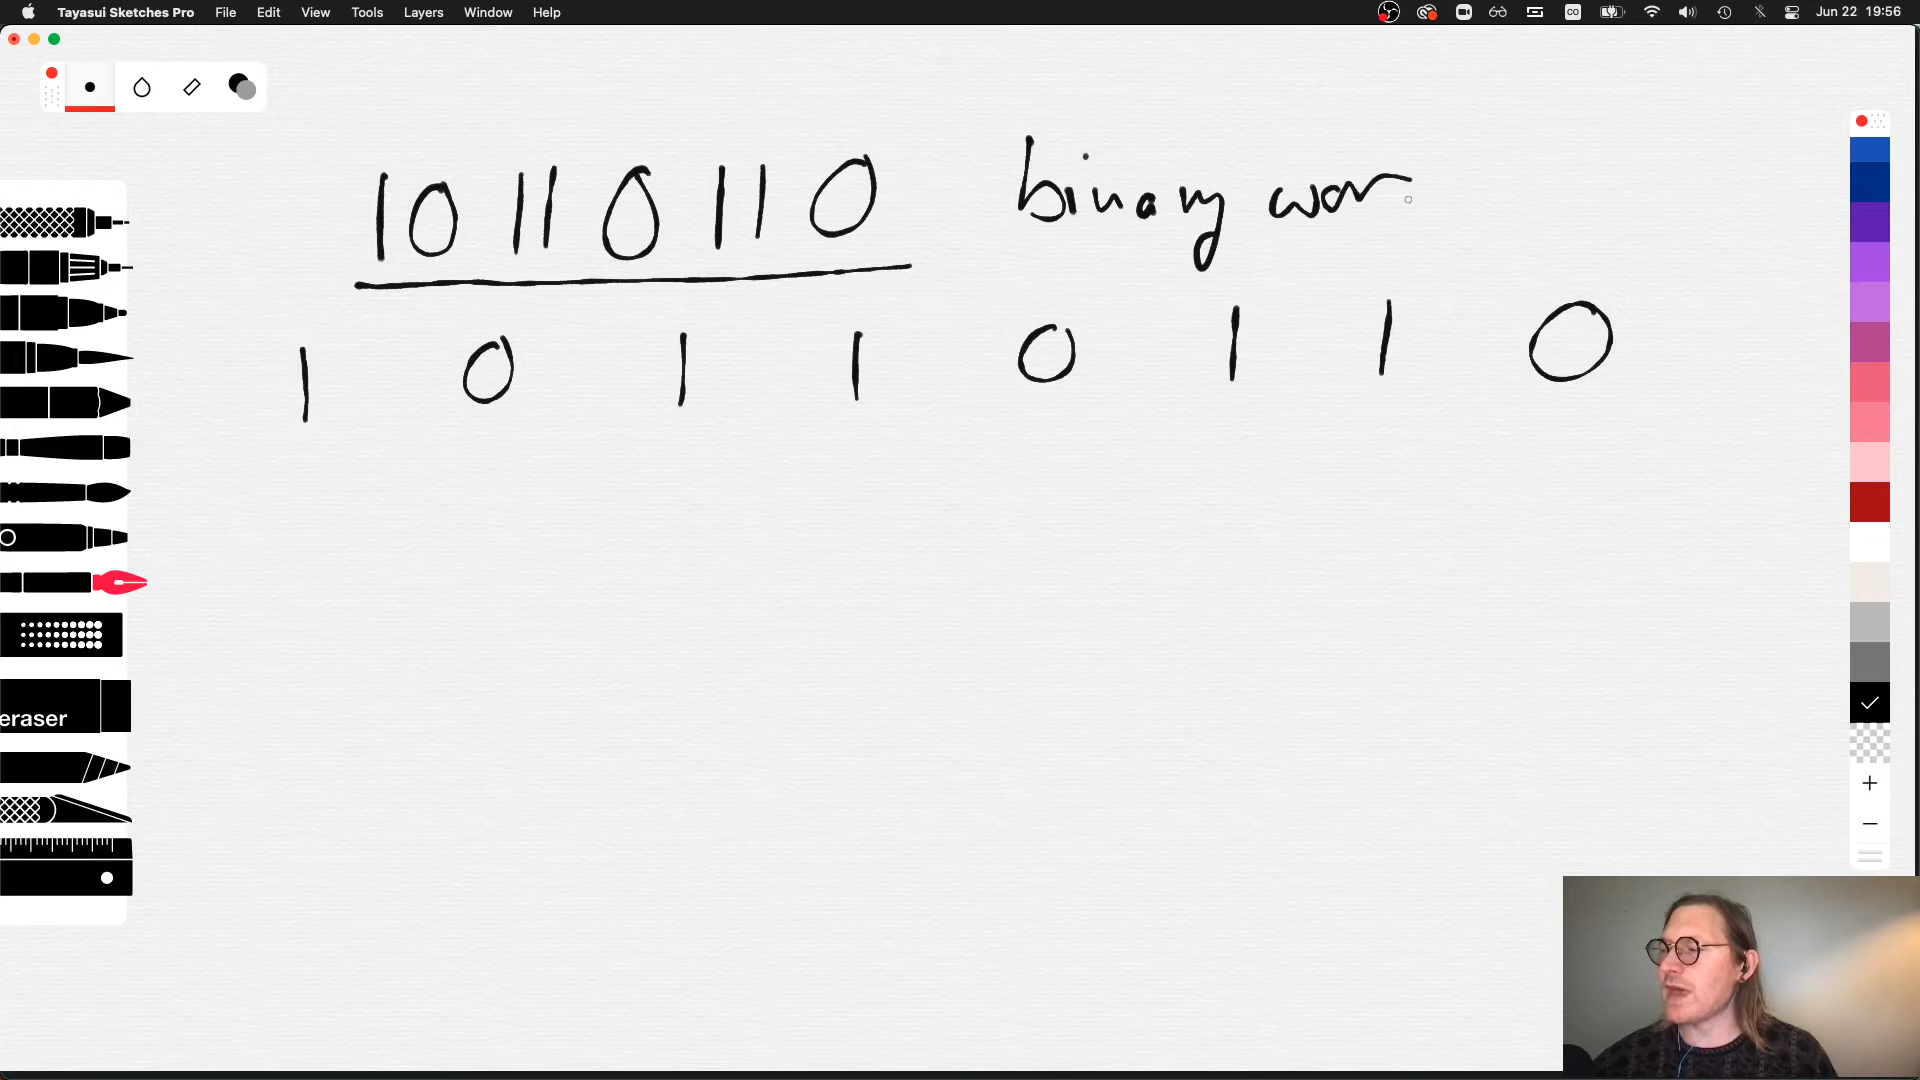 Tayasui Sketches Pro File Edit View Tools Layers Window Help Jun 22 19:56
10110110 binary wor
1 0 1 1 0 1 1 0
eraser